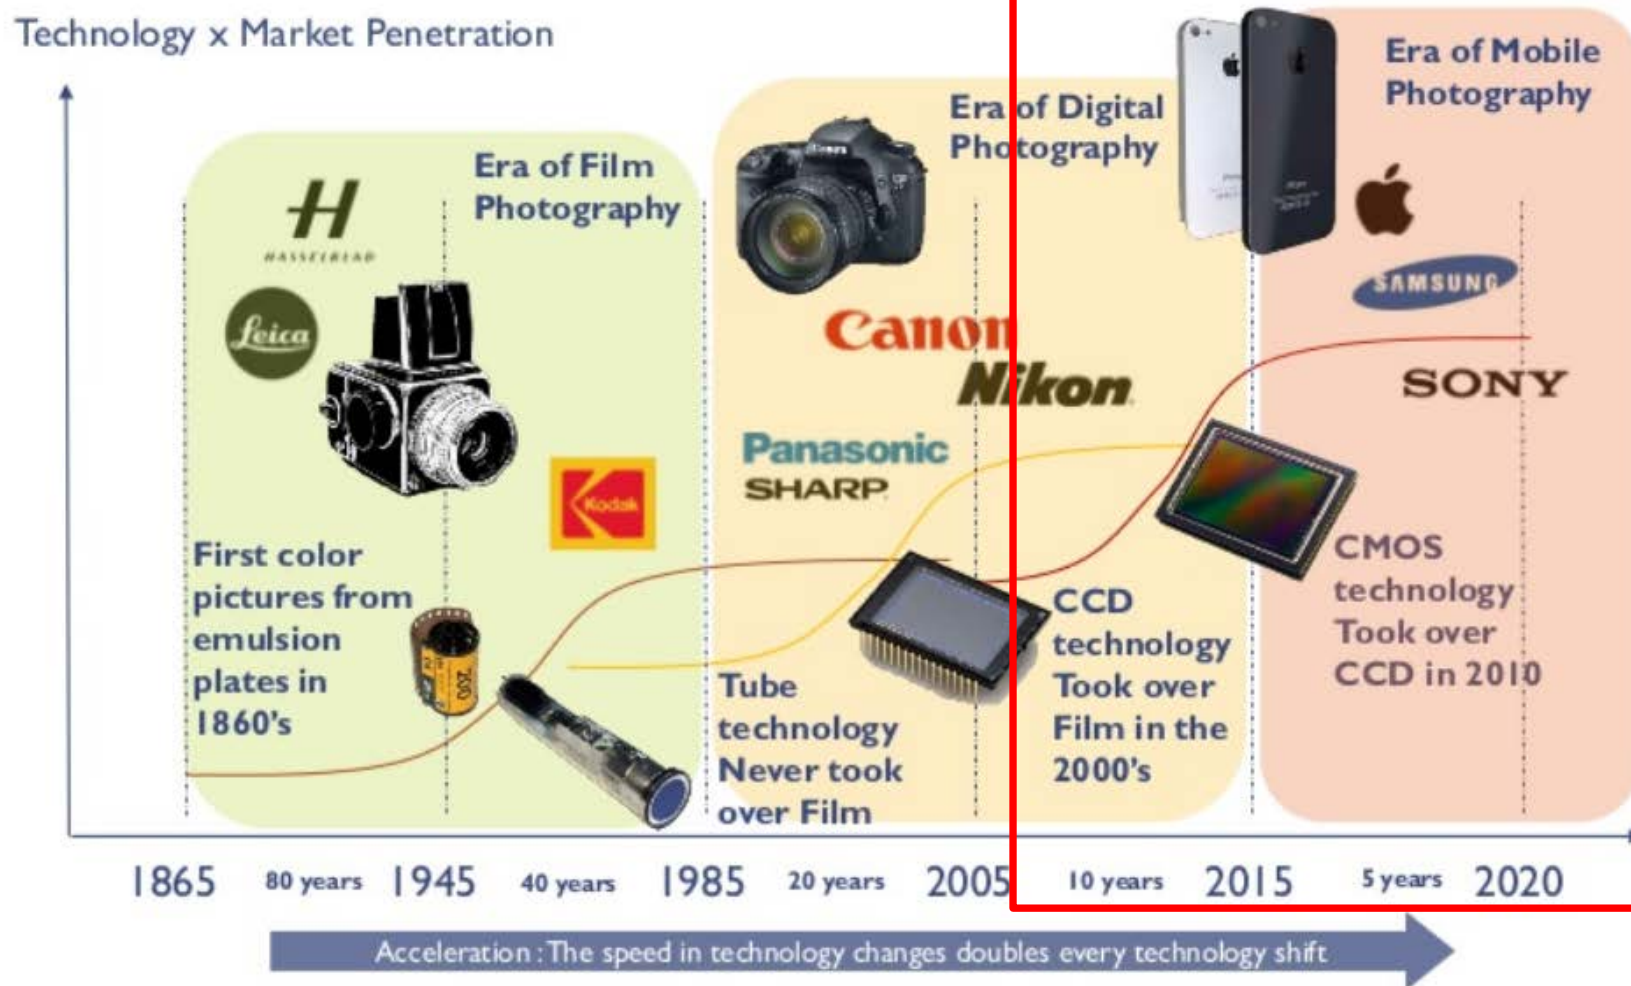 Technology x Market Penetration
Era of Film
Photography
HASSELBLAD
Leica
Kodak
First color
pictures from
emulsion
plates in
1860's
200
Era of Digital
Photography
Canon
Nikon
Panasonic
SHARP
Tube
technology
Never took
over Film
CCD
technology
Took over
Film in the
2000's
Era of Mobile
Photography
SAMSUNG
SONY
CMOS
technology
Took over
CCD in 2010
1865 80 years 1945 40 years 1985 20 years 2005 10 years 2015 5 years 2020
Acceleration : The speed in technology changes doubles every technology shift